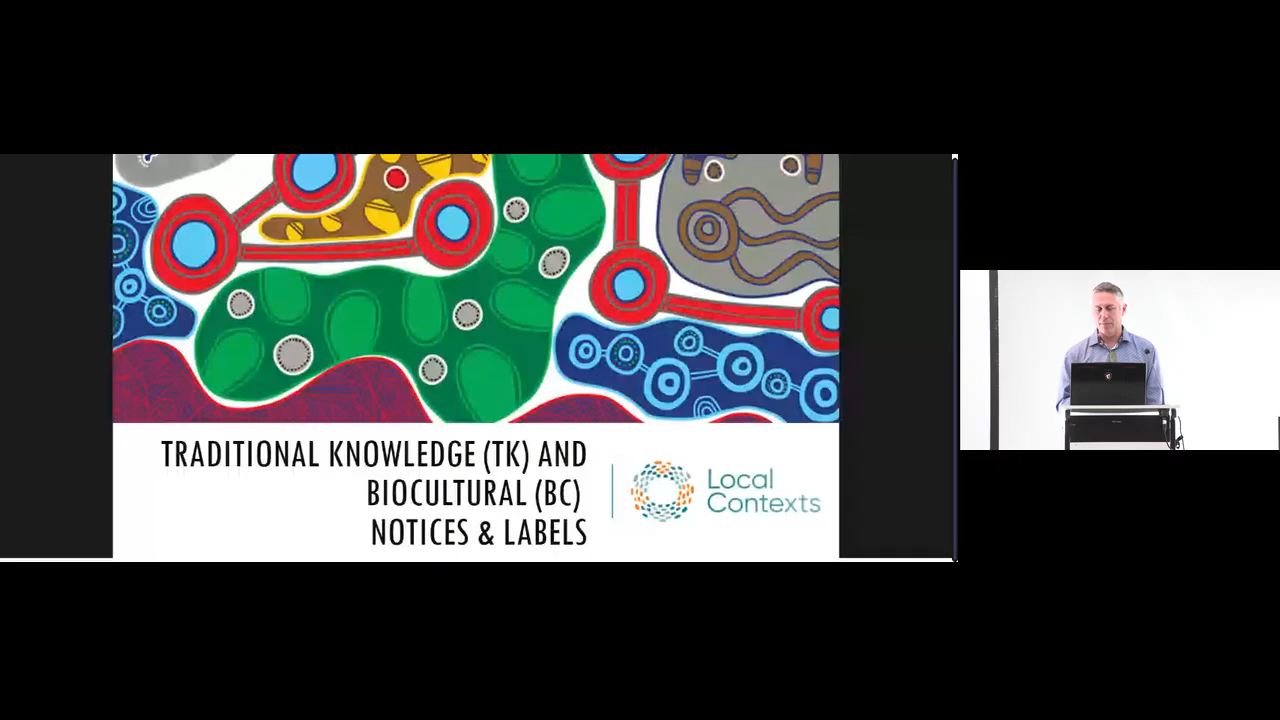 TRADITIONAL KNOWLEDGE (TK) AND
BIOCULTURAL (BC)
NOTICES & LABELS
Local
Contexts